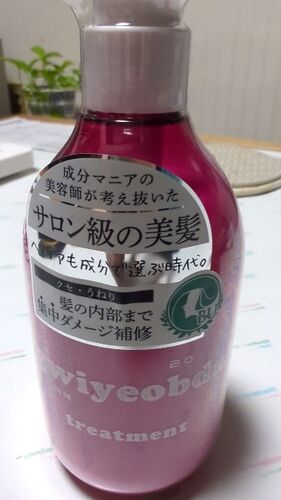 成分マニアの
美容師が考え抜いた
サロン級の美髪
ヘアケアも成分で選ぶ時代。
クセ・うねり
髪の内部まで
集中ダメージ補修
wiyeobda
treatment